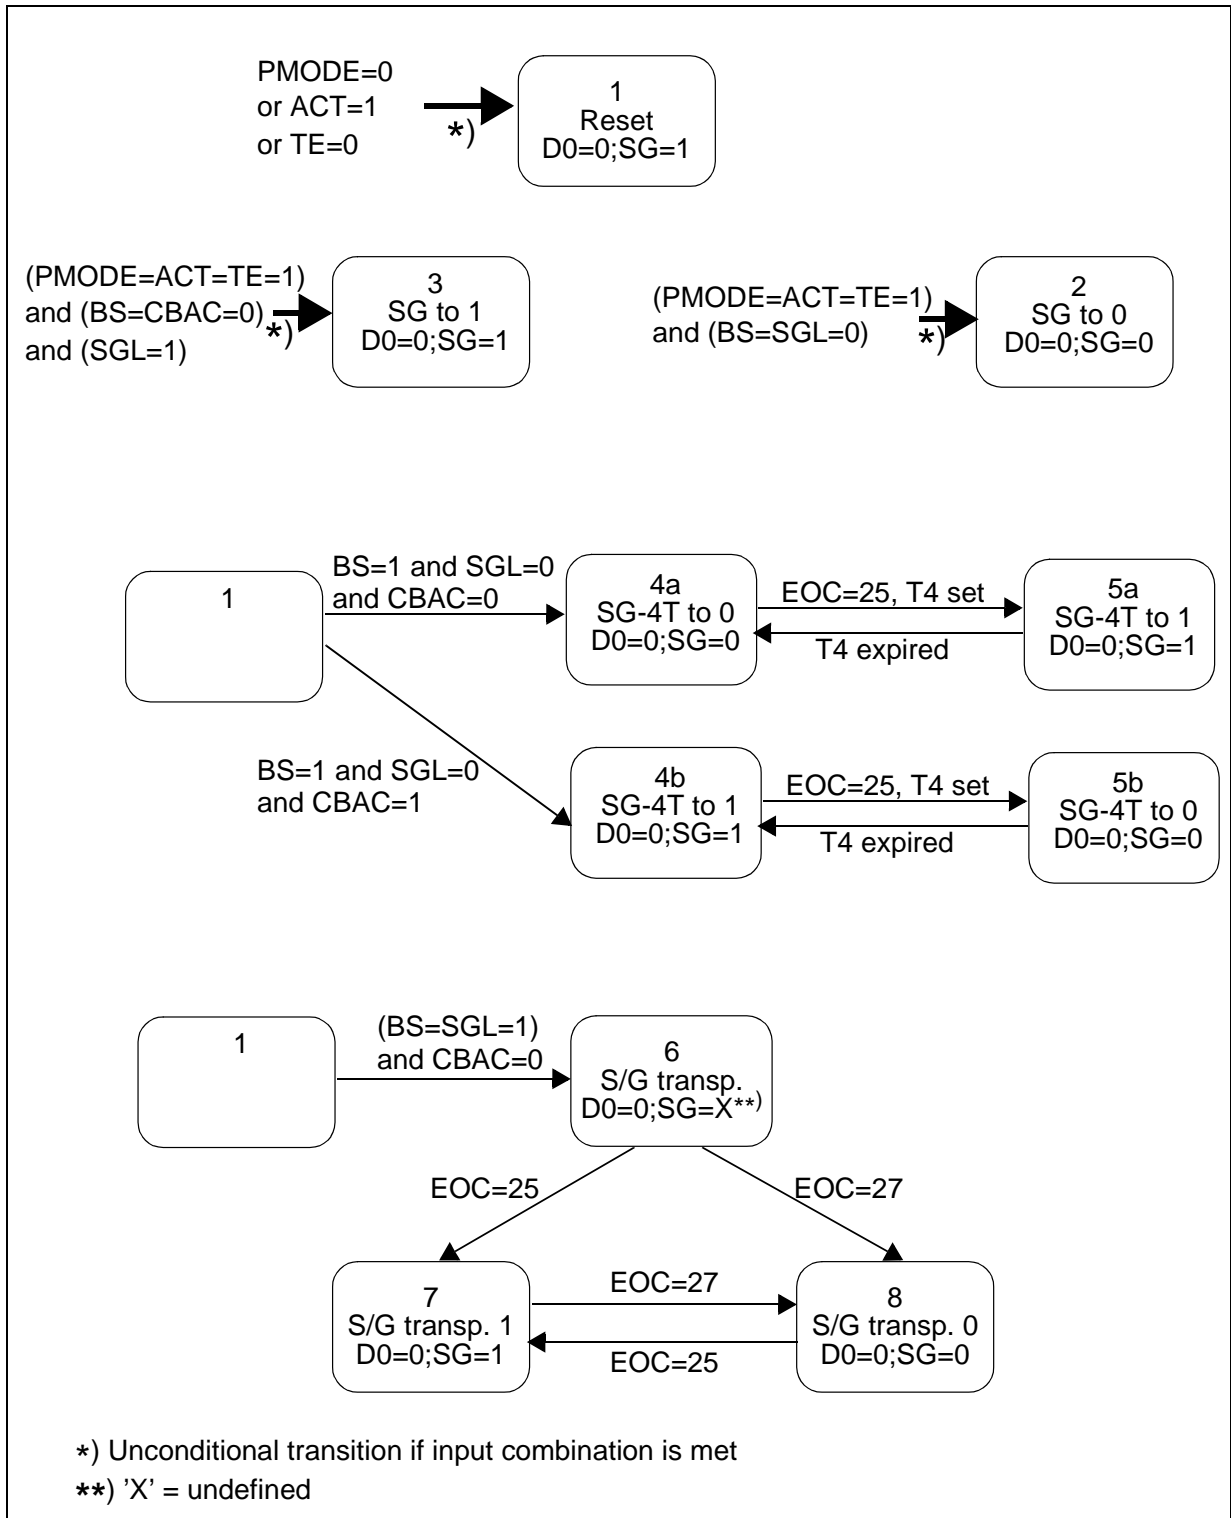 PMODE=0
or ACT=1
or TE=0
*)
1
Reset
D0=0;SG=1
(PMODE=ACT=TE=1)
and (BS=CBAC=0)
and (SGL=1)
*)
3
SG to 1
D0=0;SG=1
(PMODE=ACT=TE=1)
and (BS=SGL=0)
*)
2
SG to 0
D0=0;SG=0
1
BS=1 and SGL=0
and CBAC=0
4a
SG-4T to 0
D0=0;SG=0
EOC=25, T4 set
T4 expired
5a
SG-4T to 1
D0=0;SG=1
BS=1 and SGL=0
and CBAC=1
4b
SG-4T to 1
D0=0;SG=1
EOC=25, T4 set
T4 expired
5b
SG-4T to 0
D0=0;SG=0
1
(BS=SGL=1)
and CBAC=0
6
S/G transp.
D0=0;SG=X**)
EOC=25
EOC=27
7
S/G transp. 1
D0=0;SG=1
EOC=27
EOC=25
8
S/G transp. 0
D0=0;SG=0
*) Unconditional transition if input combination is met
**) ’X’ = undefined